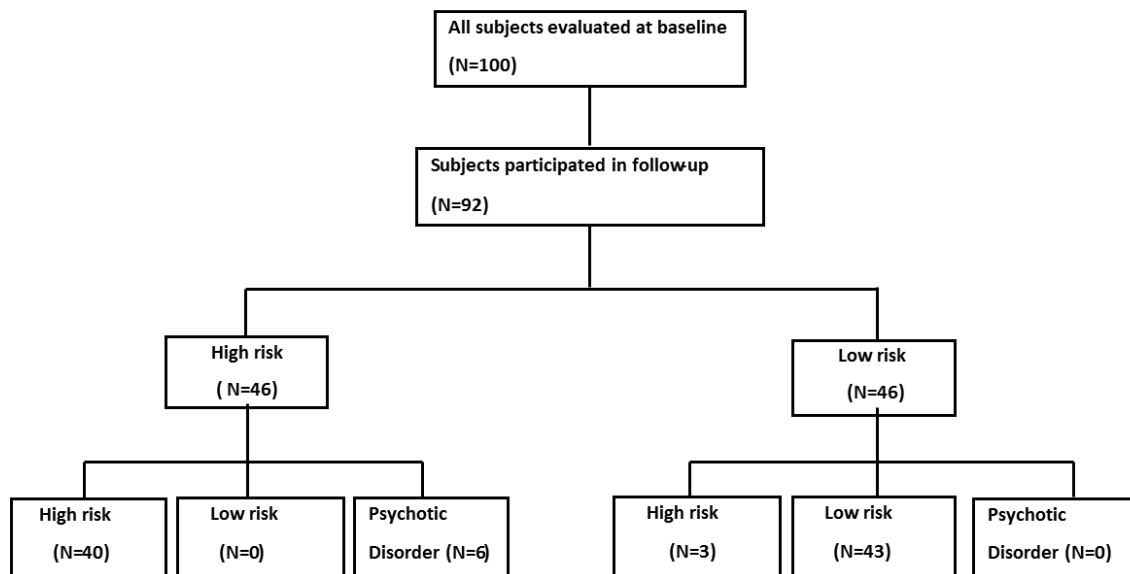 All subjects evaluated at baseline
(N=100)
Subjects participated in follow-up
(N=92)
High risk
( N=46)
Low risk
(N=46)
High risk
(N=40)
Low risk
(N=0)
Psychotic
Disorder (N=6)
High risk
(N=3)
Low risk
(N=43)
Psychotic
Disorder (N=0)